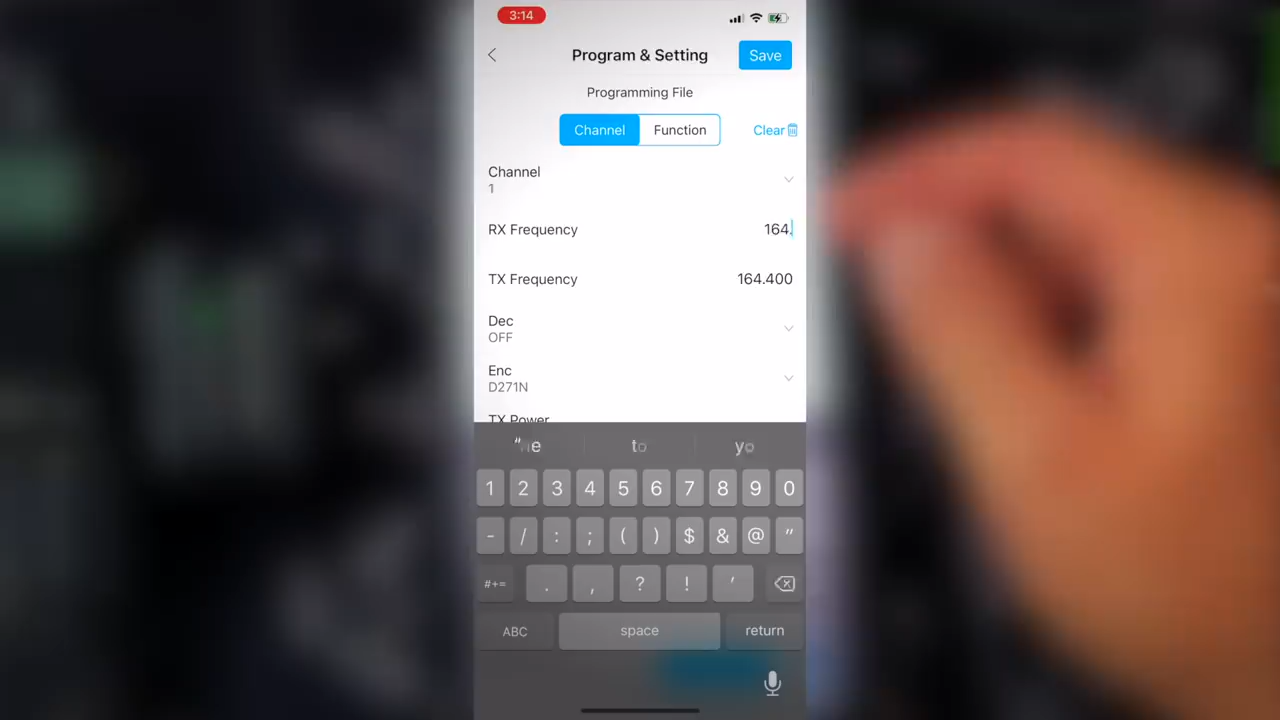 3:14
Program & Setting
Save
Programming File
Channel
Function
Clear
Channel
1
RX Frequency
164.
TX Frequency
164.400
Dec
OFF
Enc
D271N
TX Power
to
yo
1 2 3 4 5 6 7 8 9 0
- / : ; ( ) $ & @ "
#+= . , ? ! '
ABC space return